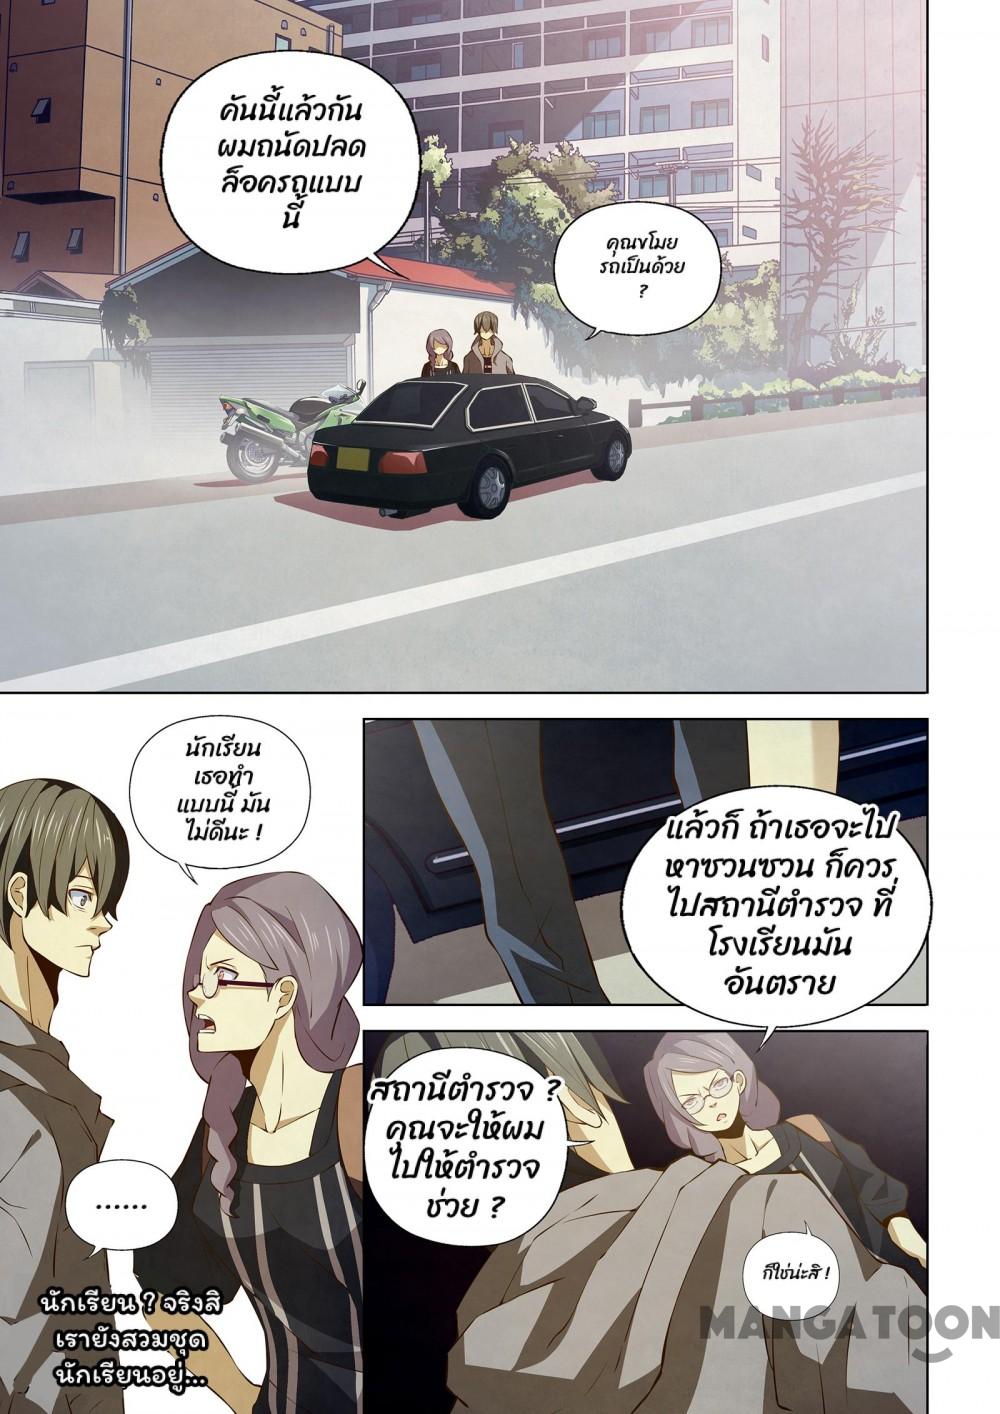 คันนี้แล้วกัน
ผมถนัดปลด
ล็อครถแบบ
นี้
คุณขโมย
รถเป็นด้วย
?
นักเรียน
เธอทำ
แบบนี้ มัน
ไม่ดีนะ !
......
นักเรียน ? จริงสิ
เรายังสวมชุด
นักเรียนอยู่...
แล้วก็ ถ้าเธอจะไป
หาซวนซวน ก็ควร
ไปสถานีตำรวจ ที่
โรงเรียนมัน
อันตราย
สถานีตำรวจ ?
คุณจะให้ผม
ไปให้ตำรวจ
ช่วย ?
ก็ใช่น่ะสิ !
MANGATOON